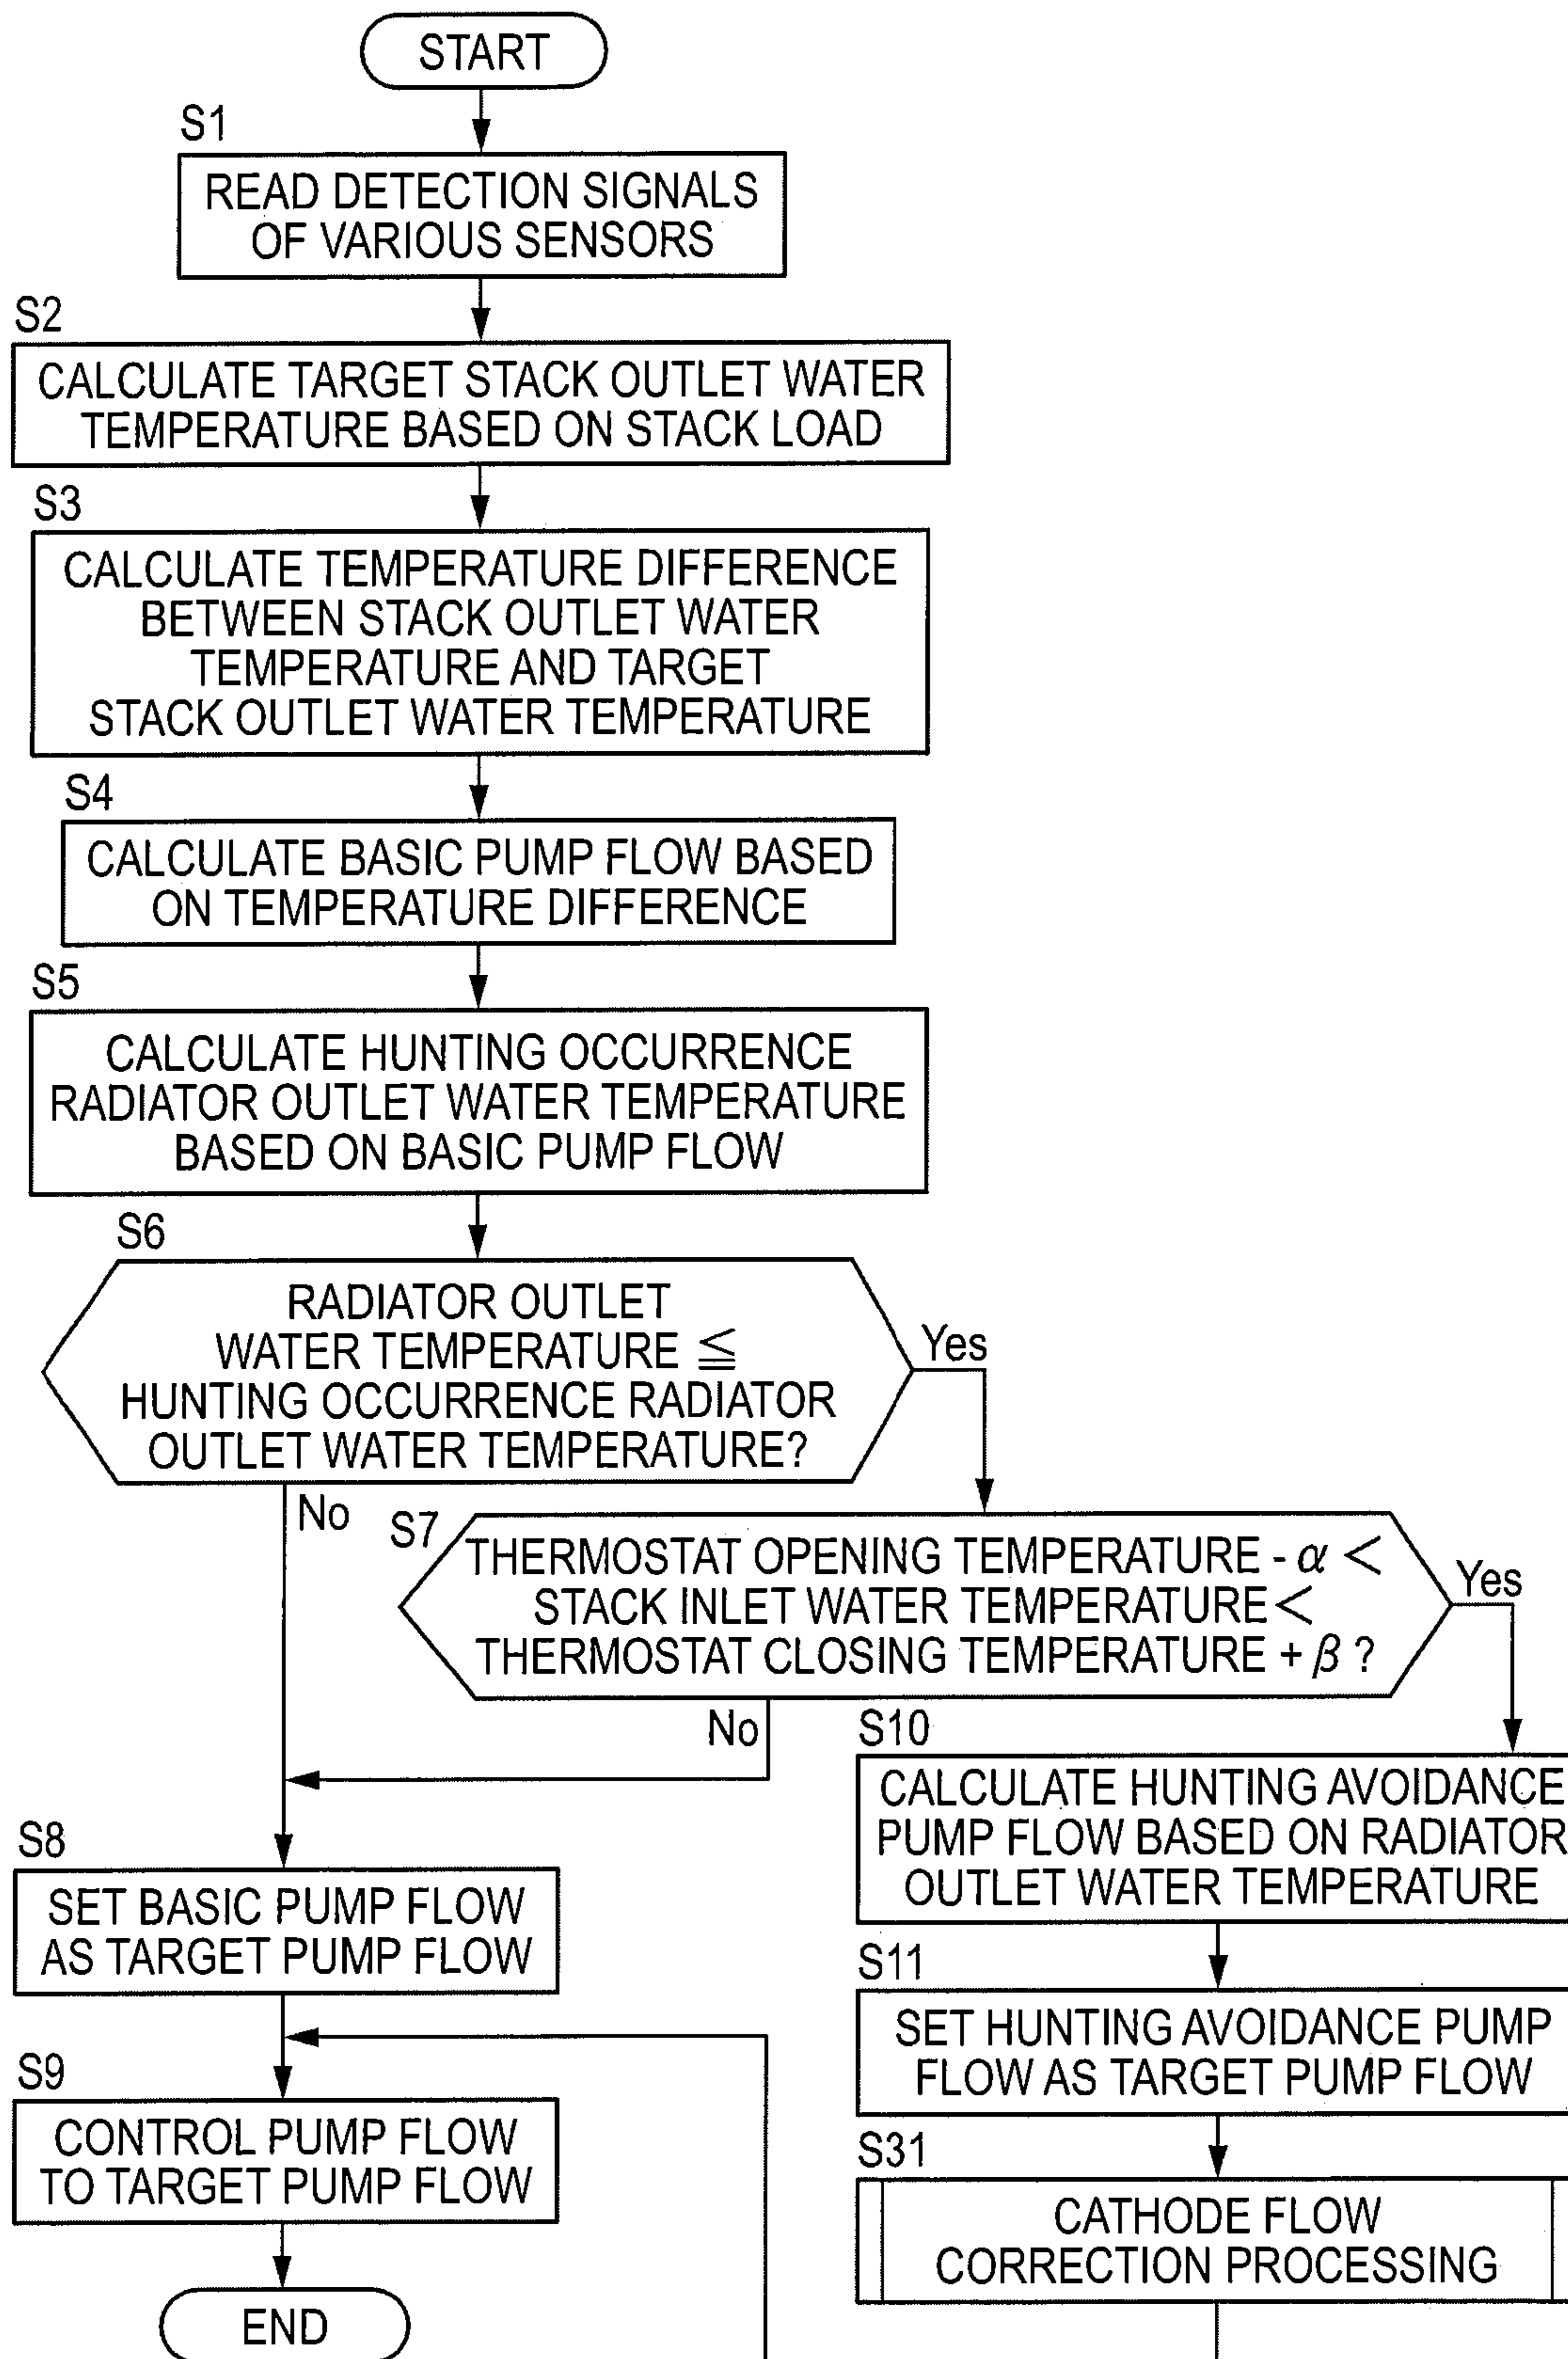 START
S1
READ DETECTION SIGNALS
OF VARIOUS SENSORS
S2
CALCULATE TARGET STACK OUTLET WATER
TEMPERATURE BASED ON STACK LOAD
S3
CALCULATE TEMPERATURE DIFFERENCE
BETWEEN STACK OUTLET WATER
TEMPERATURE AND TARGET
STACK OUTLET WATER TEMPERATURE
S4
CALCULATE BASIC PUMP FLOW BASED
ON TEMPERATURE DIFFERENCE
S5
CALCULATE HUNTING OCCURRENCE
RADIATOR OUTLET WATER TEMPERATURE
BASED ON BASIC PUMP FLOW
S6
RADIATOR OUTLET
WATER TEMPERATURE ≦
HUNTING OCCURRENCE RADIATOR
OUTLET WATER TEMPERATURE?
Yes
No
S7
THERMOSTAT OPENING TEMPERATURE - α <
STACK INLET WATER TEMPERATURE <
THERMOSTAT CLOSING TEMPERATURE + β ?
Yes
No
S8
SET BASIC PUMP FLOW
AS TARGET PUMP FLOW
S9
CONTROL PUMP FLOW
TO TARGET PUMP FLOW
END
S10
CALCULATE HUNTING AVOIDANCE
PUMP FLOW BASED ON RADIATOR
OUTLET WATER TEMPERATURE
S11
SET HUNTING AVOIDANCE PUMP
FLOW AS TARGET PUMP FLOW
S31
CATHODE FLOW
CORRECTION PROCESSING